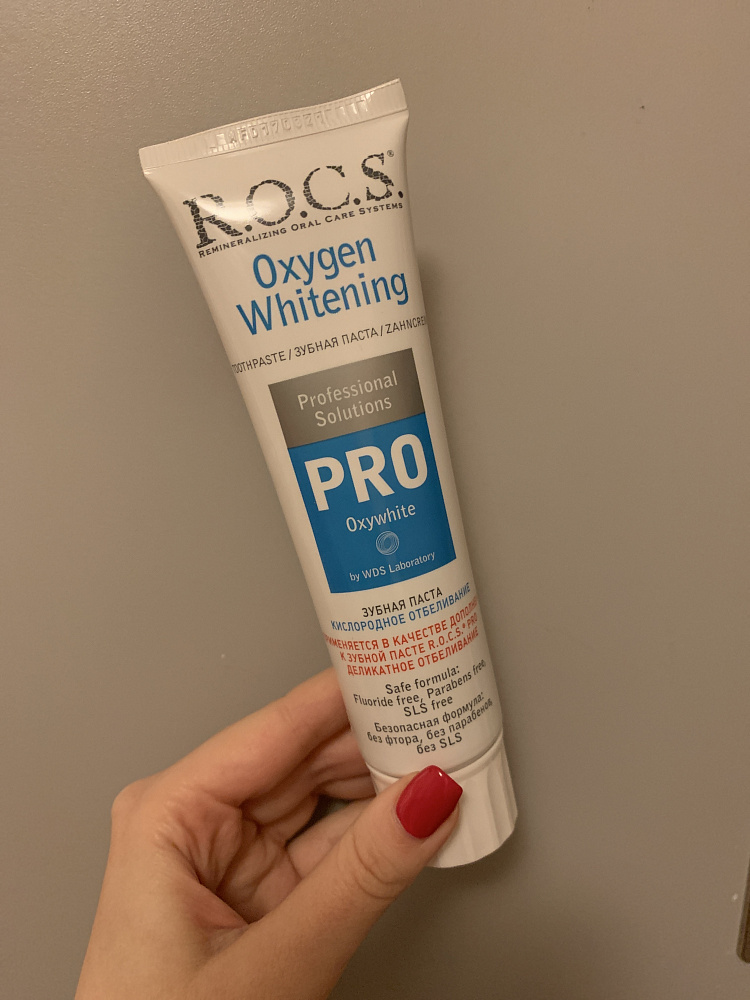 R.O.C.S.®
REMINERALIZING ORAL CARE SYSTEMS
Oxygen
Whitening
TOOTHPASTE / ЗУБНАЯ ПАСТА / ZAHNCREM
Professional
Solutions
PRO
Oxywhite
by WDS Laboratory
ЗУБНАЯ ПАСТА
КИСЛОРОДНОЕ ОТБЕЛИВАНИЕ
ПРИМЕНЯЕТСЯ В КАЧЕСТВЕ ДОПОЛН
К ЗУБНОЙ ПАСТЕ R.O.C.S.® PRO
ДЕЛИКАТНОЕ ОТБЕЛИВАНИЕ
Safe formula:
Fluoride free, Parabens free,
SLS free
Безопасная формула:
без фтора, без парабенов,
без SLS